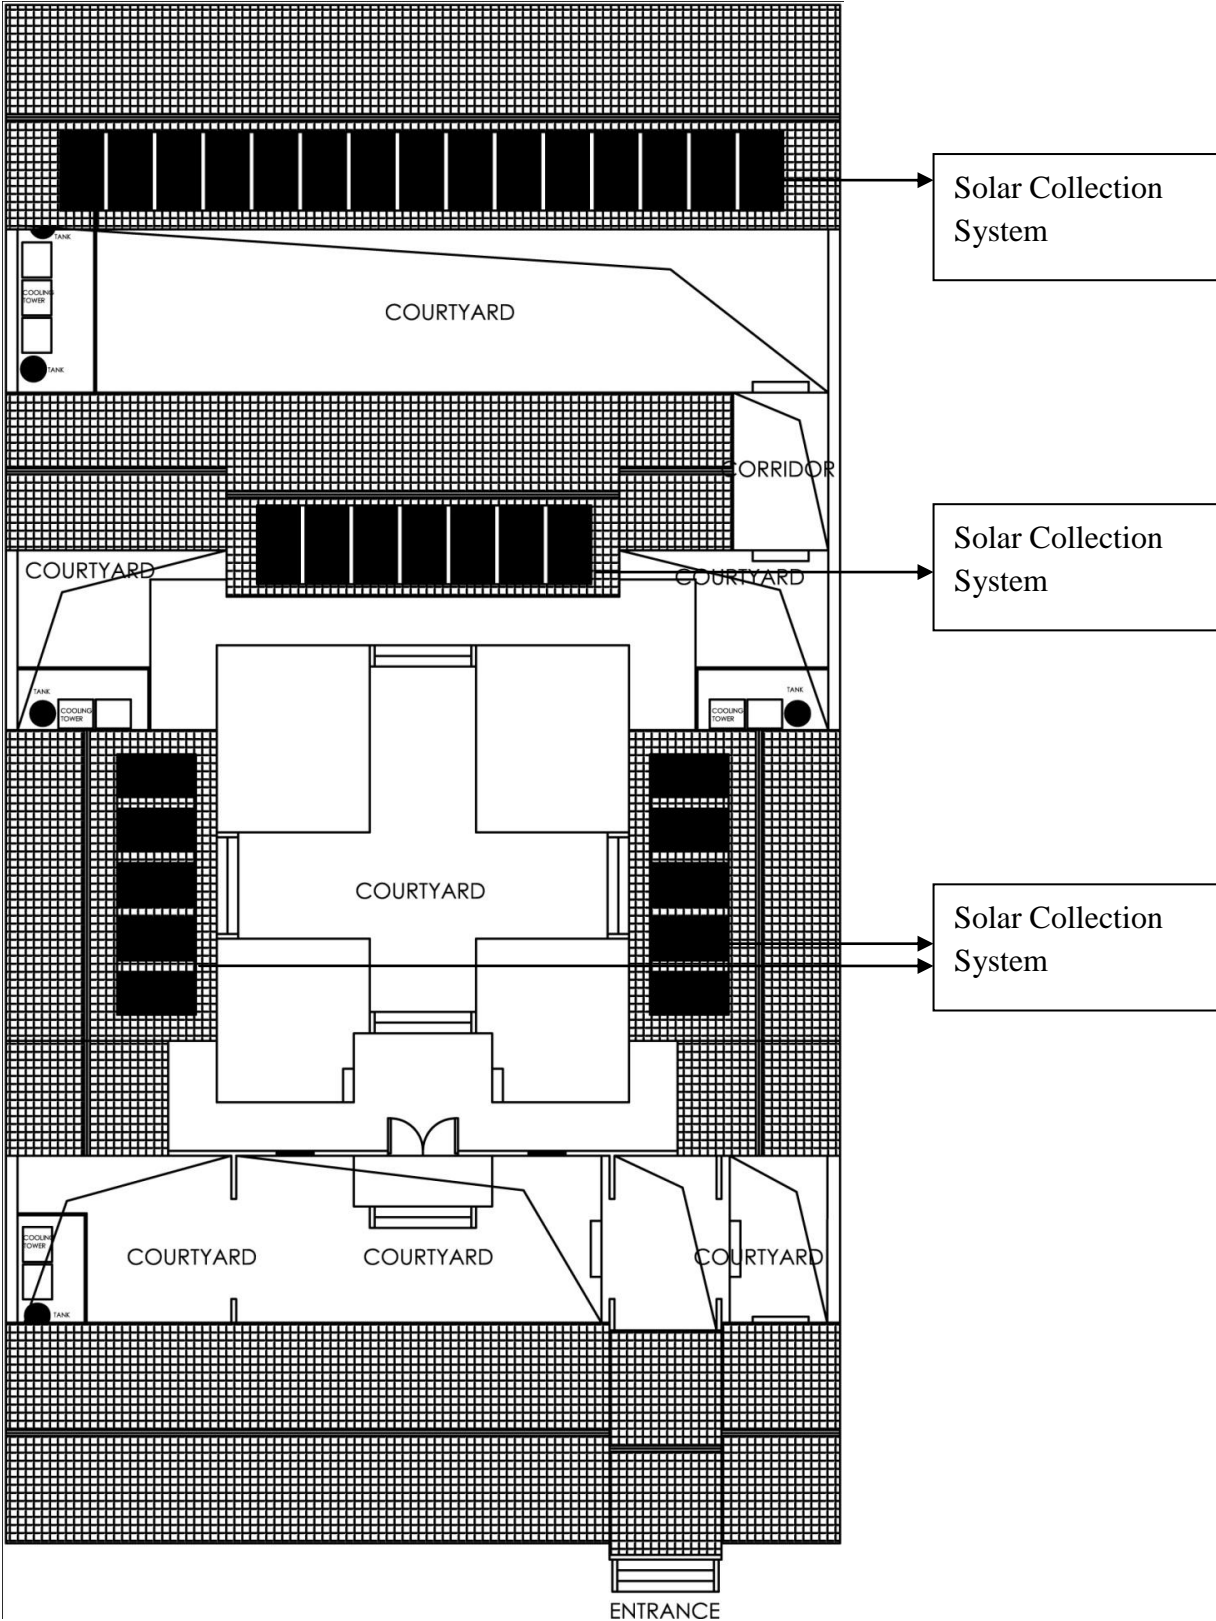 Solar Collection
System
TANK
COOLING
TOWER
COURTYARD
TANK
CORRIDOR
Solar Collection
System
COURTYARD
COURTYARD
TANK
COOLING
TOWER
COOLING
TOWER
TANK
COURTYARD
Solar Collection
System
COOLING
TOWER
COURTYARD
COURTYARD
COURTYARD
TANK
ENTRANCE